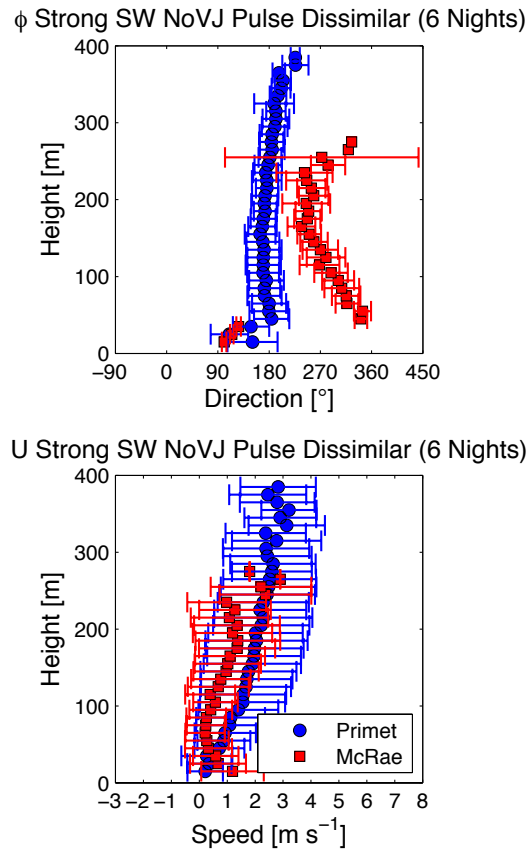 ϕ Strong SW NoVJ Pulse Dissimilar (6 Nights)
400
300
200
100
0
Height [m]
-90 0 90 180 270 360 450
Direction [°]
U Strong SW NoVJ Pulse Dissimilar (6 Nights)
400
300
200
100
0
Height [m]
Primet
McRae
−3 −2 −1 0 1 2 3 4 5 6 7 8
Speed [m s⁻¹]